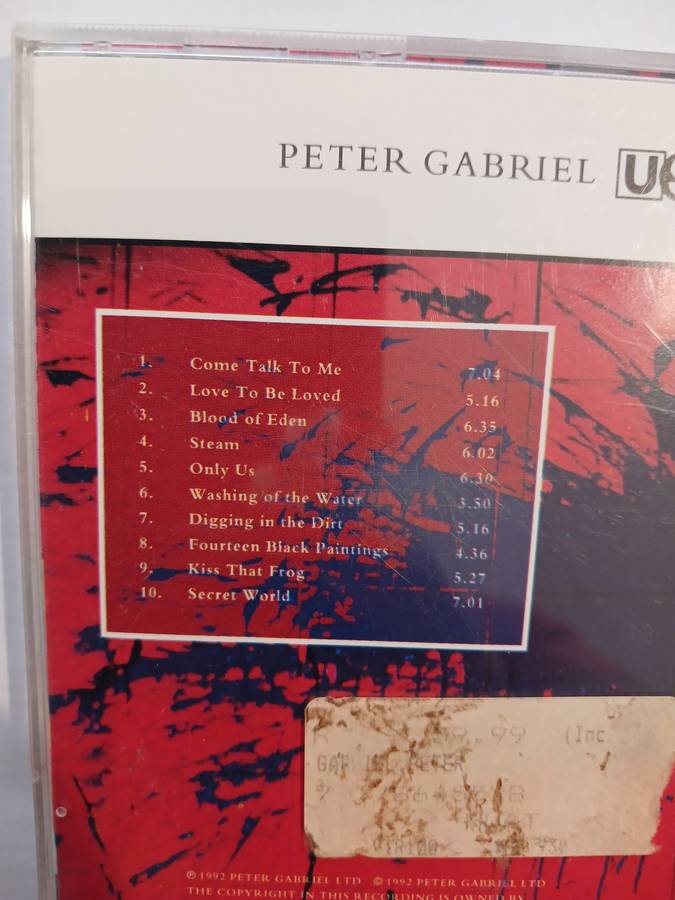 PETER GABRIEL U
1. Come Talk To Me 7.04
2. Love To Be Loved 5.16
3. Blood of Eden 6.35
4. Steam 6.02
5. Only Us 6.30
6. Washing of the Water 3.50
7. Digging in the Dirt 5.16
8. Fourteen Black Paintings 4.36
9. Kiss That Frog 5.27
10. Secret World 7.01
(Inc
PETER
℗ 1992 PETER GABRIEL LTD © 1992 PETER GABRIEL LTD
THE COPYRIGHT IN THIS RECORDING IS OWNED BY